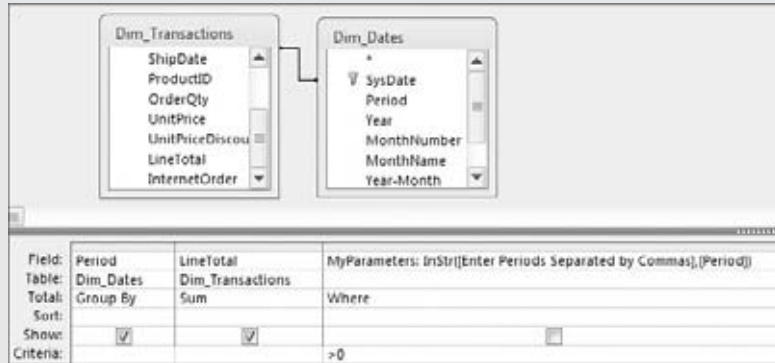 Dim_Transactions
ShipDate
ProductID
OrderQty
UnitPrice
UnitPriceDiscou
LineTotal
InternetOrder
Dim_Dates
*
SysDate
Period
Year
MonthNumber
MonthName
Year-Month
Field: Period LineTotal MyParameters: InStr([Enter Periods Separated by Commas],[Period])
Table: Dim_Dates Dim_Transactions
Total: Group By Sum Where
Sort:
Show:
Criteria: >0